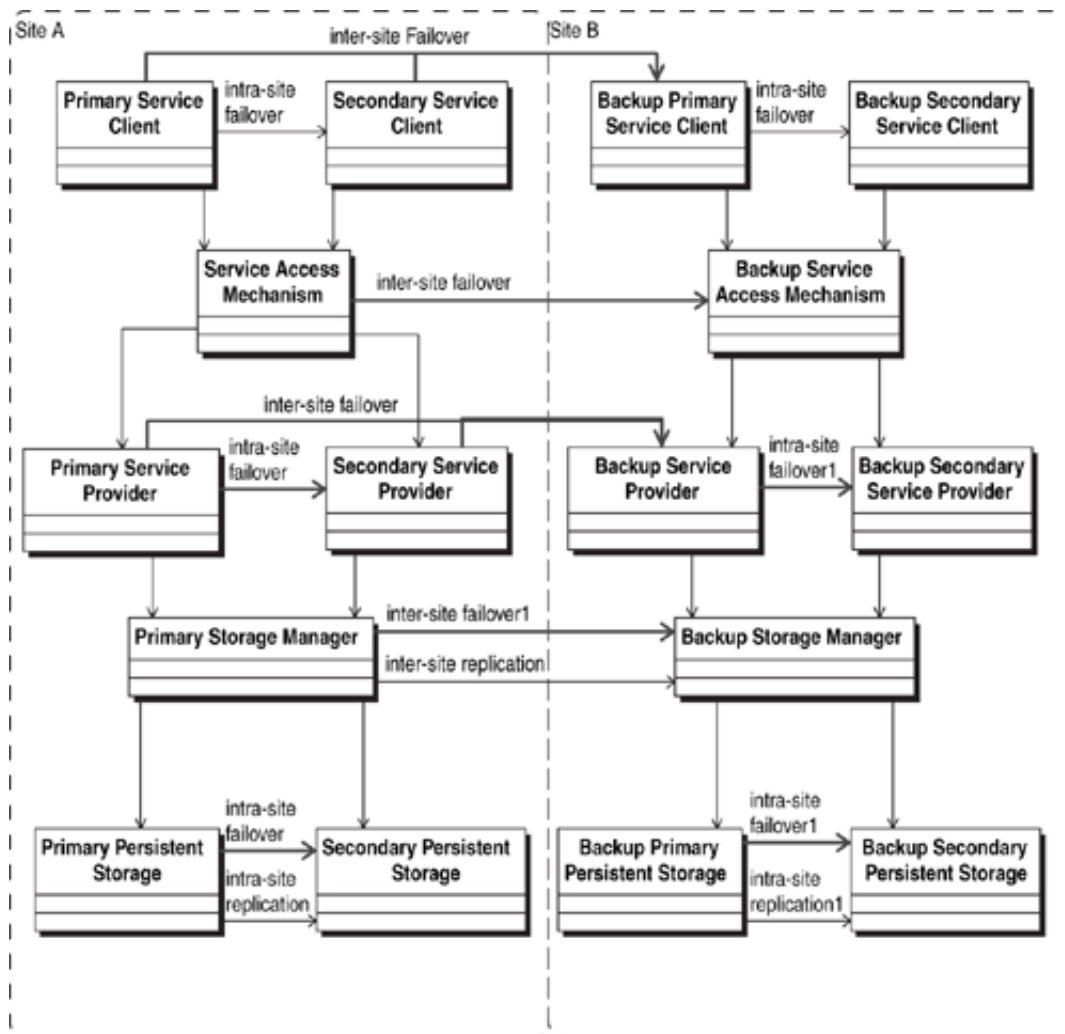 Site A
inter-site Failover
Site B
Primary Service
Client
intra-site
failover
Secondary Service
Client
Backup Primary
Service Client
intra-site
failover
Backup Secondary
Service Client
Service Access
Mechanism
inter-site failover
Backup Service
Access Mechanism
inter-site failover
Primary Service
Provider
intra-site
failover
Secondary Service
Provider
Backup Service
Provider
intra-site
failover1
Backup Secondary
Service Provider
Primary Storage Manager
inter-site failover1
inter-site replication
Backup Storage Manager
Primary Persistent
Storage
intra-site
failover
intra-site
replication
Secondary Persistent
Storage
Backup Primary
Persistent Storage
intra-site
failover1
intra-site
replication1
Backup Secondary
Persistent Storage